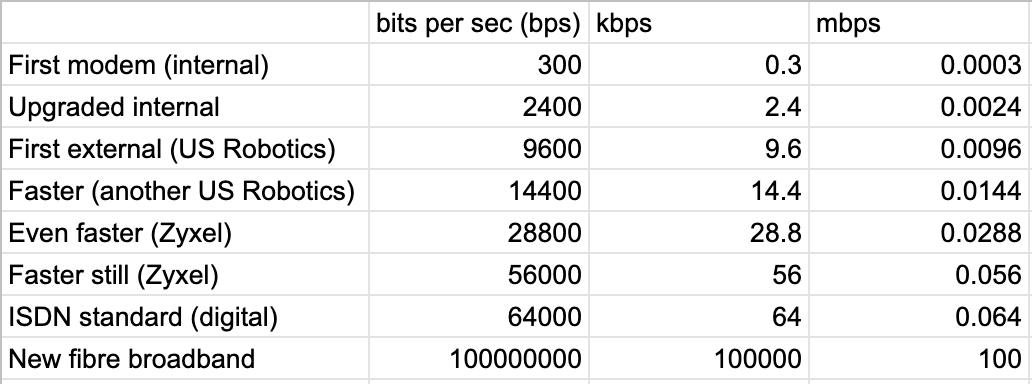 bits per sec (bps) kbps mbps
First modem (internal) 300 0.3 0.0003
Upgraded internal 2400 2.4 0.0024
First external (US Robotics) 9600 9.6 0.0096
Faster (another US Robotics) 14400 14.4 0.0144
Even faster (Zyxel) 28800 28.8 0.0288
Faster still (Zyxel) 56000 56 0.056
ISDN standard (digital) 64000 64 0.064
New fibre broadband 100000000 100000 100